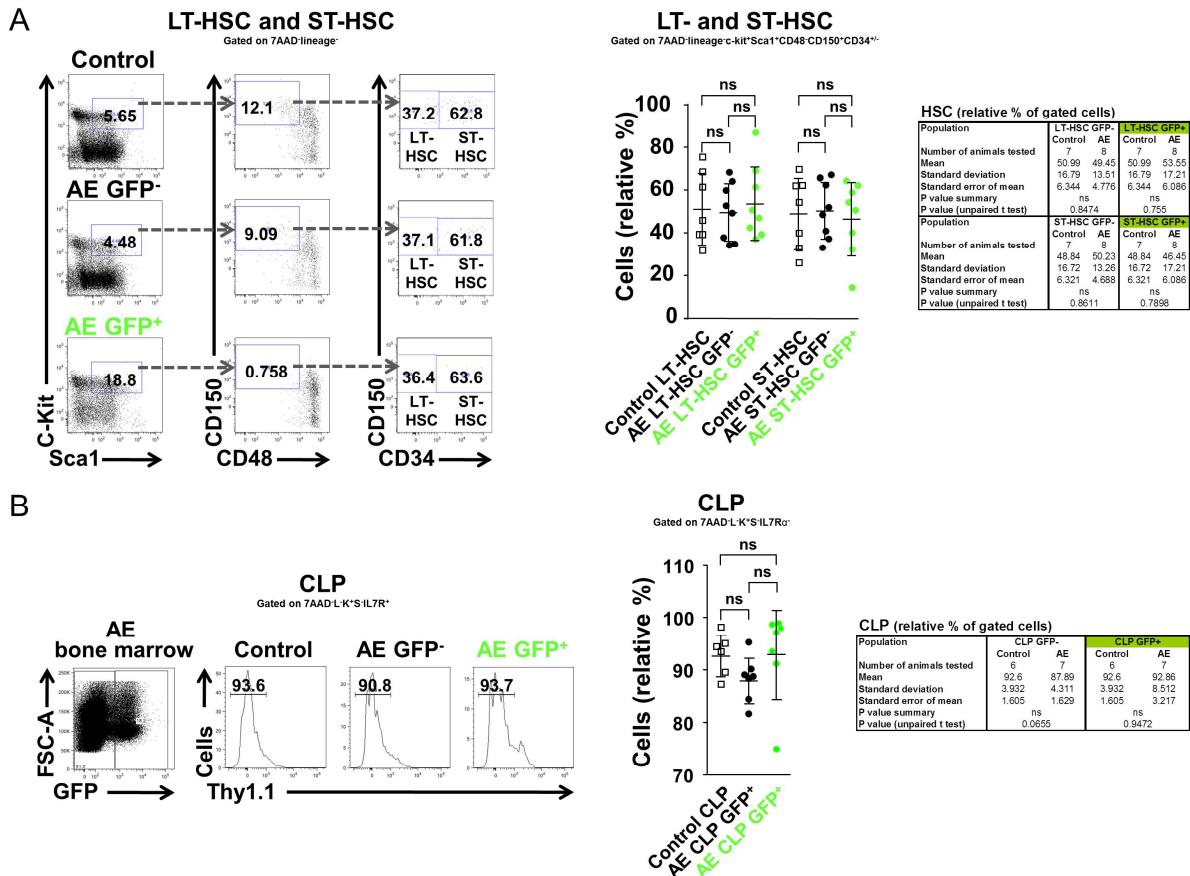 A
LT-HSC and ST-HSC
Gated on 7AAD-lineage-
Control
5.65
12.1
37.2 62.8
LT-HSC ST-HSC
AE GFP-
4.48
9.09
37.1 61.8
LT-HSC ST-HSC
AE GFP+
18.8
0.758
36.4 63.6
LT-HSC ST-HSC
C-Kit
CD150
CD150
Sca1
CD48
CD34
LT- and ST-HSC
Gated on 7AAD-lineage-c-kit+Sca1+CD48-CD150+CD34+/-
ns
ns
ns
ns
ns
ns
Cells (relative %)
100
80
60
40
20
0
Control LT-HSC
AE LT-HSC GFP-
AE LT-HSC GFP+
Control ST-HSC
AE ST-HSC GFP-
AE ST-HSC GFP+
HSC (relative % of gated cells)
Population LT-HSC GFP- LT-HSC GFP+
Control AE Control AE
Number of animals tested 7 8 7 8
Mean 50.99 49.45 50.99 53.55
Standard deviation 16.79 13.51 16.79 17.21
Standard error of mean 6.344 4.776 6.344 6.086
P value summary ns ns
P value (unpaired t test) 0.8474 0.755
Population ST-HSC GFP- ST-HSC GFP+
Control AE Control AE
Number of animals tested 7 8 7 8
Mean 48.84 50.23 48.84 46.45
Standard deviation 16.72 13.26 16.72 17.21
Standard error of mean 6.321 4.688 6.321 6.086
P value summary ns ns
P value (unpaired t test) 0.8611 0.7898
B
CLP
Gated on 7AAD-L-K+S-IL7R+
AE
bone marrow
Control
AE GFP-
AE GFP+
250K
200K
150K
100K
50K
0
93.6
90.8
93.7
FSC-A
GFP
Cells
Thy1.1
CLP
Gated on 7AAD-L-K+S-IL7Rα-
ns
ns
ns
Cells (relative %)
110
100
90
80
70
Control CLP
AE CLP GFP+
AE CLP GFP+
CLP (relative % of gated cells)
Population CLP GFP- CLP GFP+
Control AE Control AE
Number of animals tested 6 7 6 7
Mean 92.6 87.89 92.6 92.86
Standard deviation 3.932 4.311 3.932 8.512
Standard error of mean 1.605 1.629 1.605 3.217
P value summary ns ns
P value (unpaired t test) 0.0655 0.9472